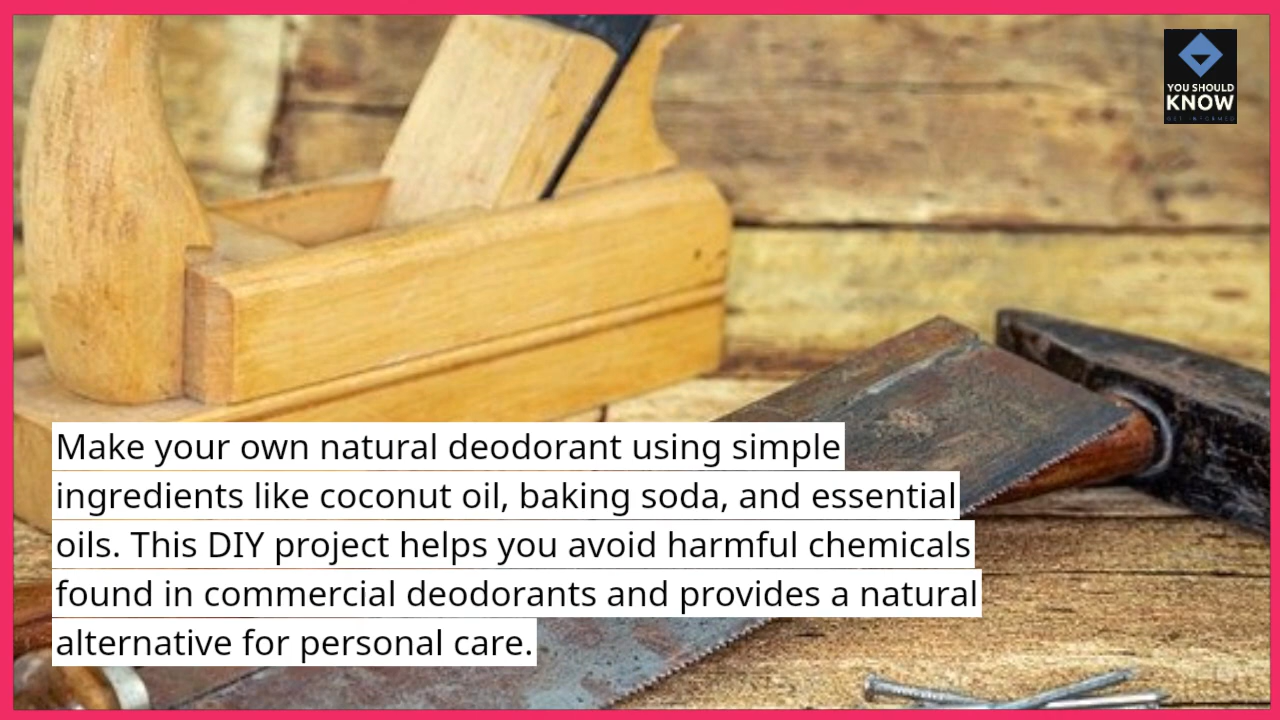 YOU SHOULD
KNOW
GET INFORMED
Make your own natural deodorant using simple
ingredients like coconut oil, baking soda, and essential
oils. This DIY project helps you avoid harmful chemicals
found in commercial deodorants and provides a natural
alternative for personal care.